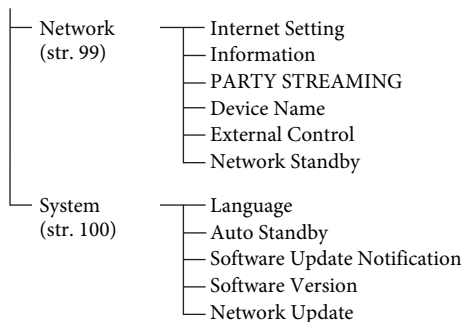 Network
(str. 99)
Internet Setting
Information
PARTY STREAMING
Device Name
External Control
Network Standby
System
(str. 100)
Language
Auto Standby
Software Update Notification
Software Version
Network Update